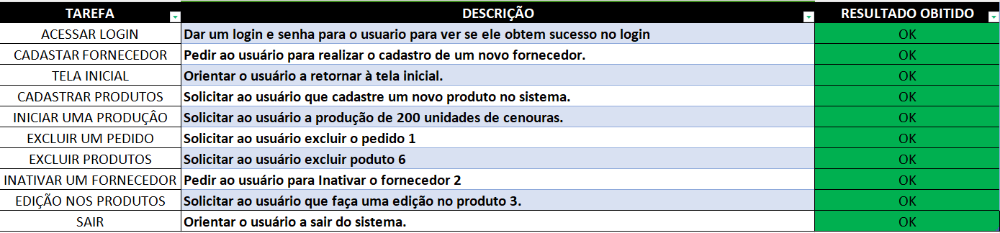 TAREFA DESCRIÇÃO RESULTADO OBITIDO
ACESSAR LOGIN Dar um login e senha para o usuario para ver se ele obtem sucesso no login OK
CADASTAR FORNECEDOR Pedir ao usuário para realizar o cadastro de um novo fornecedor. OK
TELA INICIAL Orientar o usuário a retornar à tela inicial. OK
CADASTRAR PRODUTOS Solicitar ao usuário que cadastre um novo produto no sistema. OK
INICIAR UMA PRODUÇÂO Solicitar ao usuário a produção de 200 unidades de cenouras. OK
EXCLUIR UM PEDIDO Solicitar ao usuário excluir o pedido 1 OK
EXCLUIR PRODUTOS Solicitar ao usuário excluir poduto 6 OK
INATIVAR UM FORNECEDOR Pedir ao usuário para Inativar o fornecedor 2 OK
EDIÇÃO NOS PRODUTOS Solicitar ao usuário que faça uma edição no produto 3. OK
SAIR Orientar o usuário a sair do sistema. OK